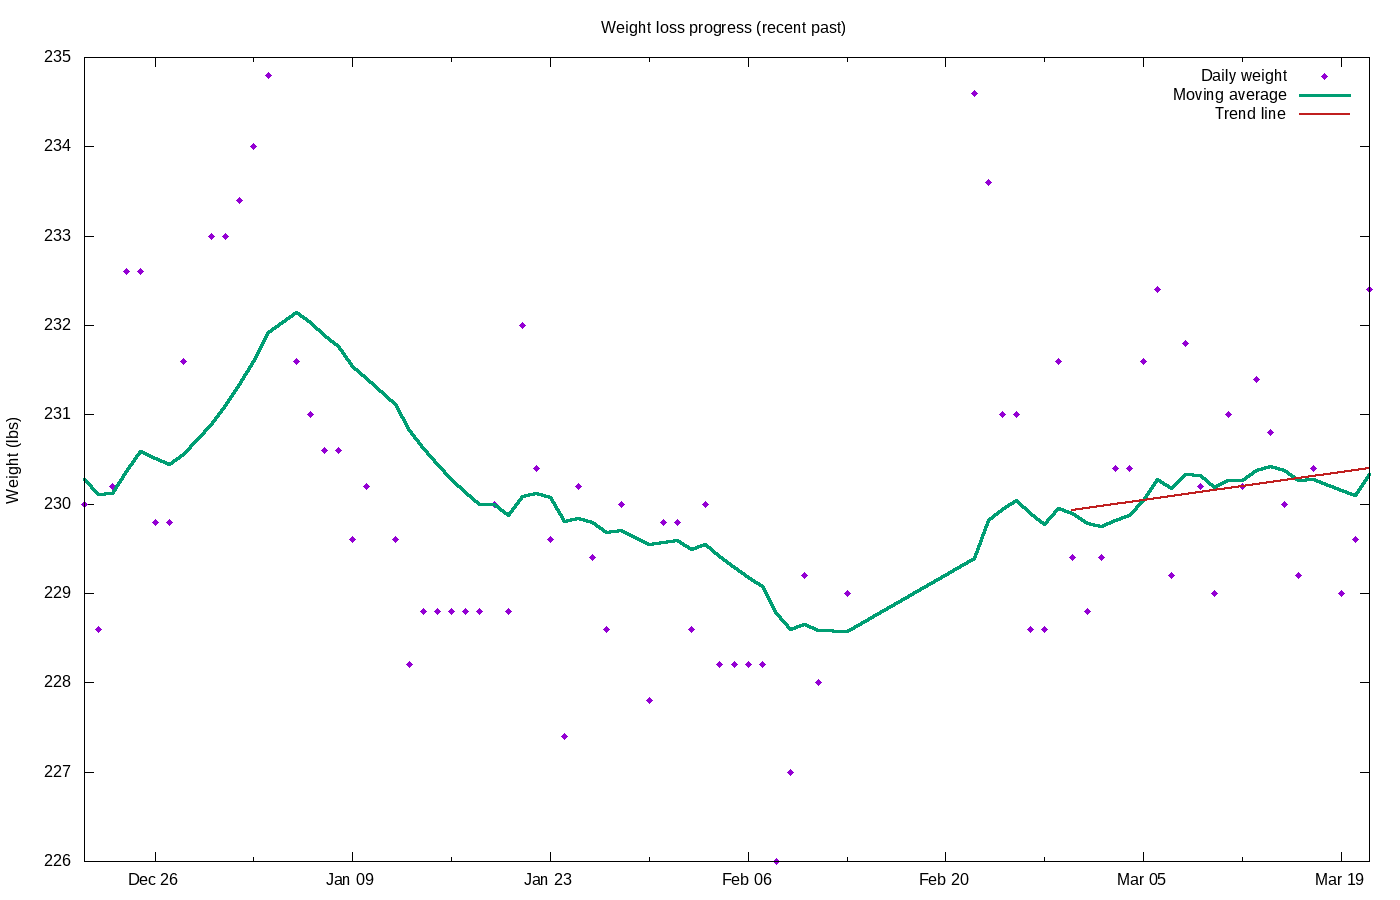 Weight loss progress (recent past)
Daily weight
Moving average
Trend line
Weight (lbs)
235
234
233
232
231
230
229
228
227
226
Dec 26
Jan 09
Jan 23
Feb 06
Feb 20
Mar 05
Mar 19